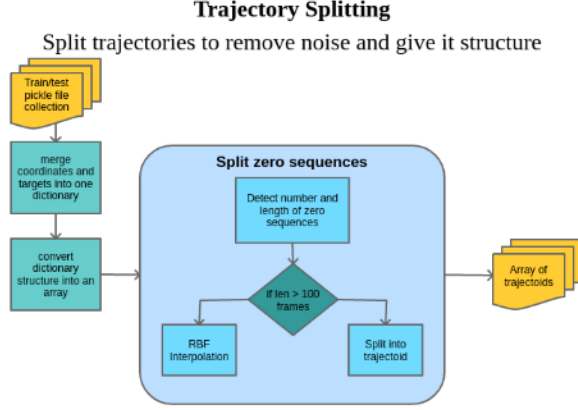 Trajectory Splitting
Split trajectories to remove noise and give it structure
Train/test
pickle file
collection
merge
coordinates and
targets into one
dictionary
convert
dictionary
structure into an
array
Split zero sequences
Detect number and
length of zero
sequences
if len > 100
frames
RBF
Interpolation
Split into
trajectoid
Array of
trajectoids